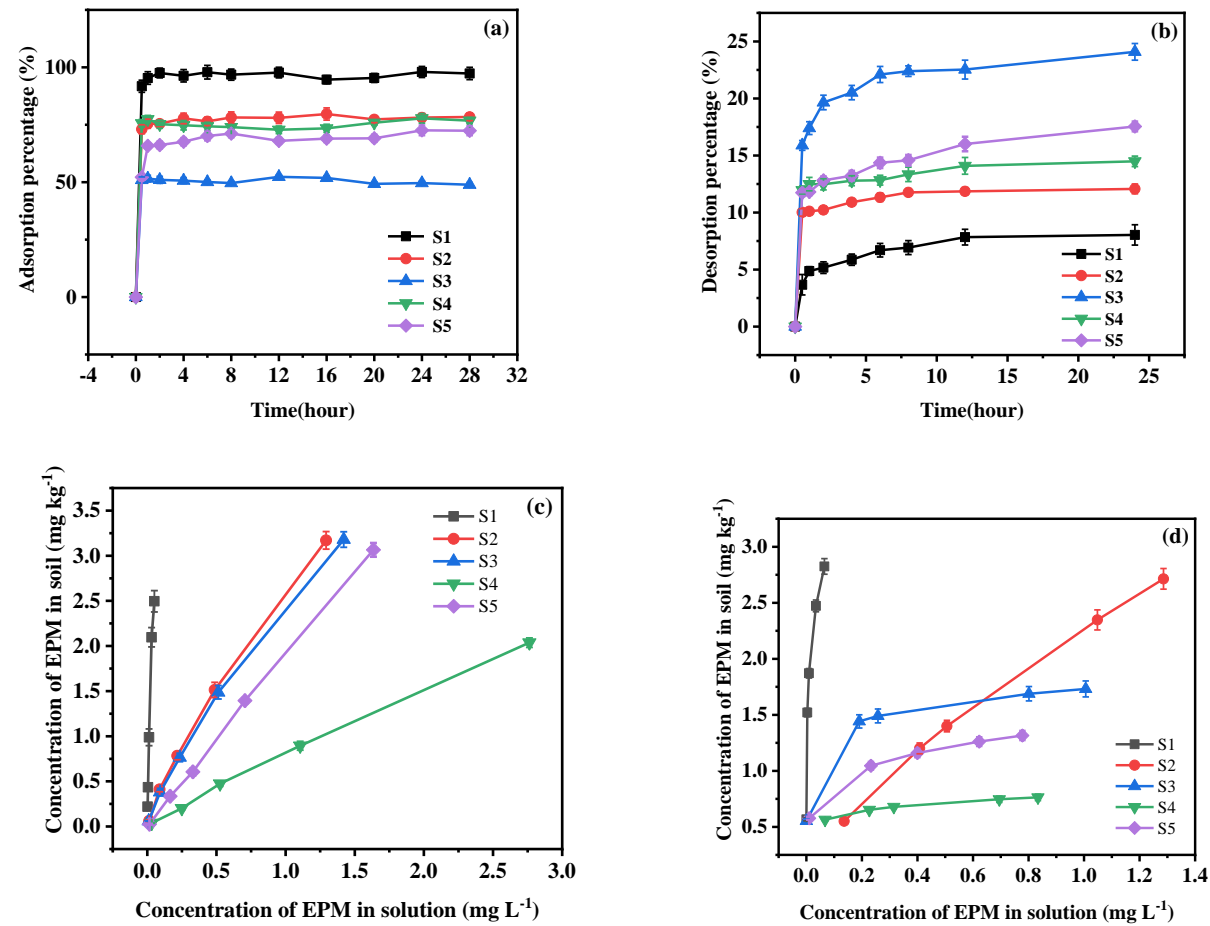 (a)
Adsorption percentage (%)
100
50
0
S1
S2
S3
S4
S5
-4 0 4 8 12 16 20 24 28 32
Time(hour)
(b)
Desorption percentage (%)
25
20
15
10
5
0
S1
S2
S3
S4
S5
0 5 10 15 20 25
Time(hour)
(c)
Concentration of EPM in soil (mg kg⁻¹)
3.5
3.0
2.5
2.0
1.5
1.0
0.5
0.0
S1
S2
S3
S4
S5
0.0 0.5 1.0 1.5 2.0 2.5 3.0
Concentration of EPM in solution (mg L⁻¹)
(d)
Concentration of EPM in soil (mg kg⁻¹)
3.0
2.5
2.0
1.5
1.0
0.5
S1
S2
S3
S4
S5
0.0 0.2 0.4 0.6 0.8 1.0 1.2 1.4
Concentration of EPM in solution (mg L⁻¹)